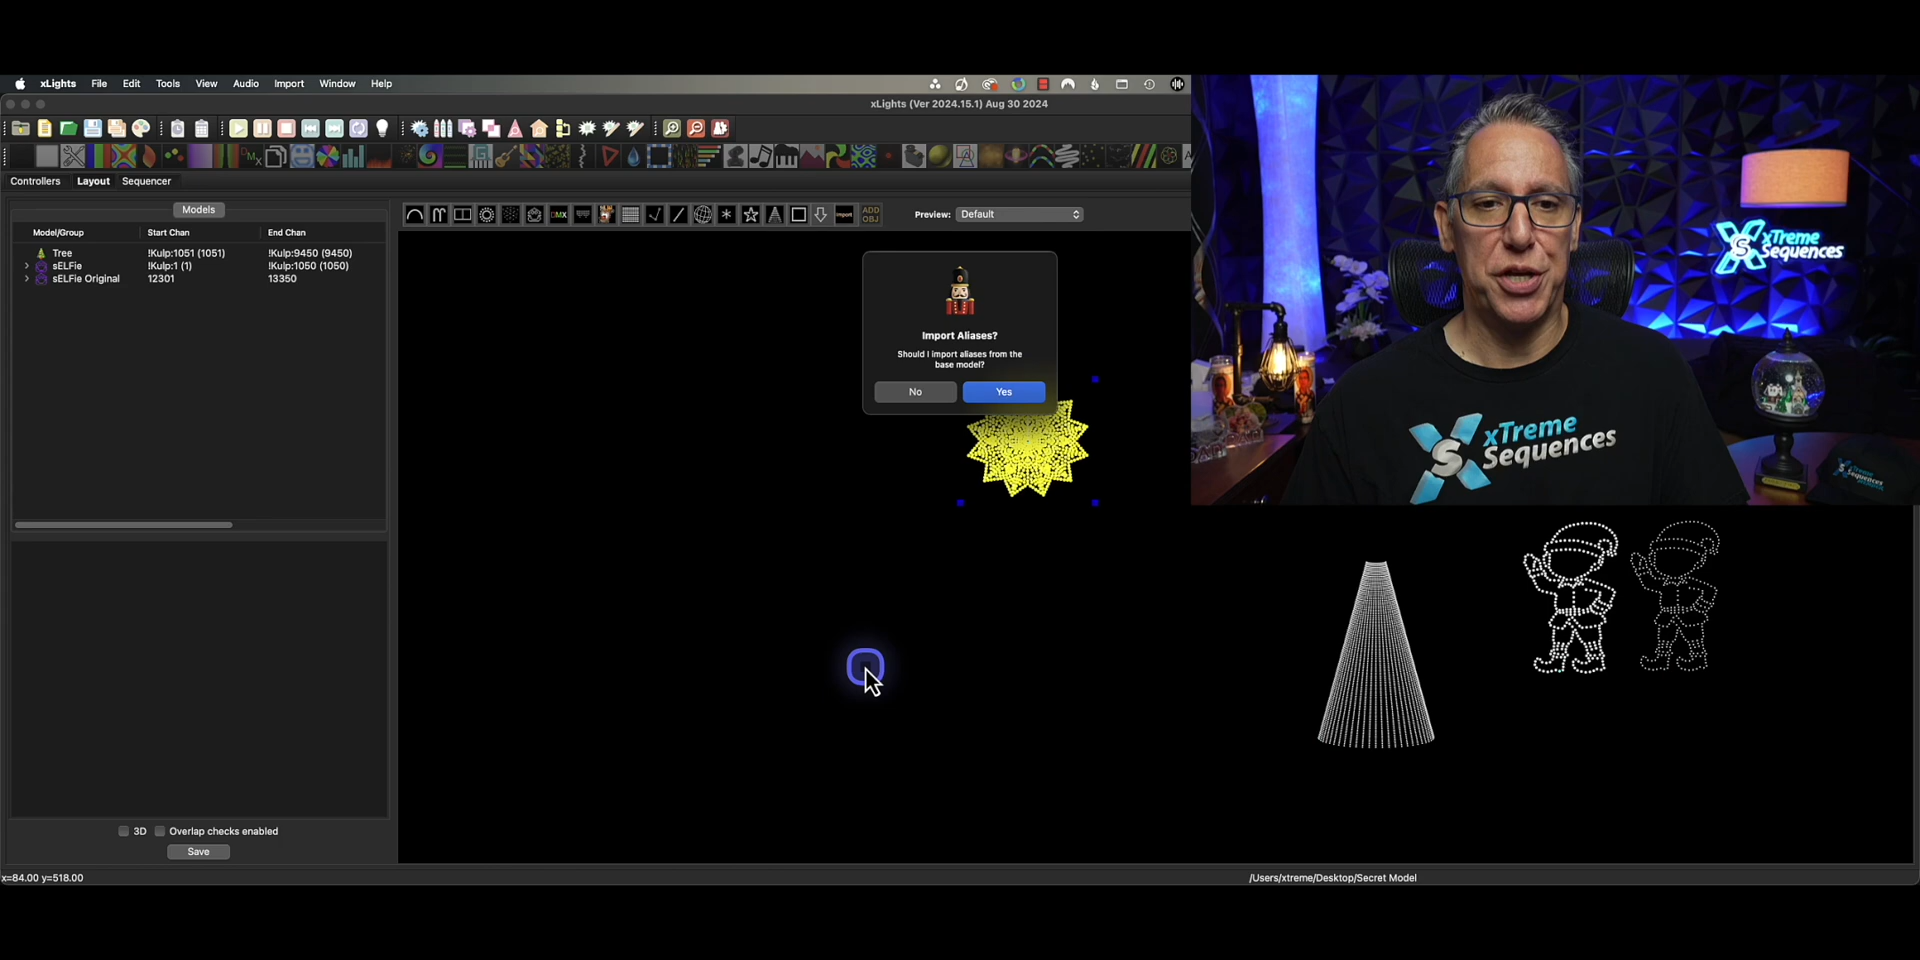 xLights File Edit Tools View Audio Import Window Help
xLights (Ver 2024.15.1) Aug 30 2024
Controllers Layout Sequencer
Models
DMX
Import
ADD OBJ
Preview: Default
Model/Group Start Chan End Chan
Tree !Kulp:1051 (1051) !Kulp:9450 (9450)
sELFie !Kulp:1 (1) !Kulp:1050 (1050)
sELFie Original 12301 13350
Import Aliases?
Should I import aliases from the
base model?
No Yes
xTreme
Sequences
xTreme
Sequences
3D Overlap checks enabled
Save
x=84.00 y=518.00
/Users/xtreme/Desktop/Secret Model